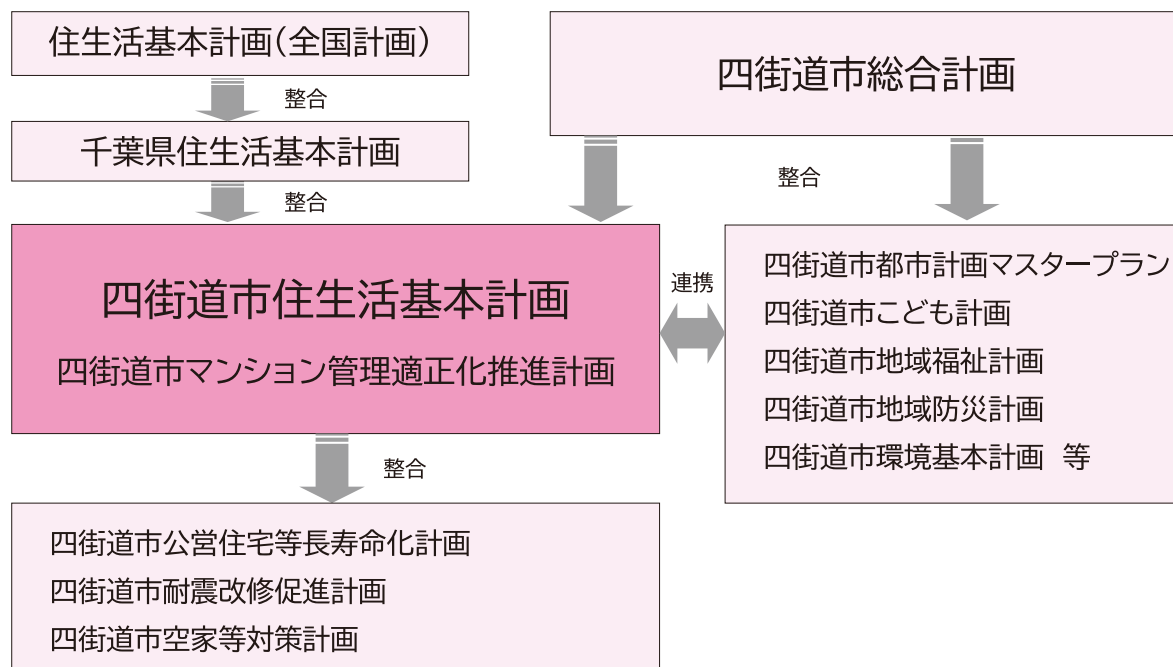 住生活基本計画(全国計画)
整合
千葉県住生活基本計画
整合
四街道市総合計画
整合
四街道市住生活基本計画
四街道市マンション管理適正化推進計画
連携
四街道市都市計画マスタープラン
四街道市こども計画
四街道市地域福祉計画
四街道市地域防災計画
四街道市環境基本計画 等
整合
四街道市公営住宅等長寿命化計画
四街道市耐震改修促進計画
四街道市空家等対策計画